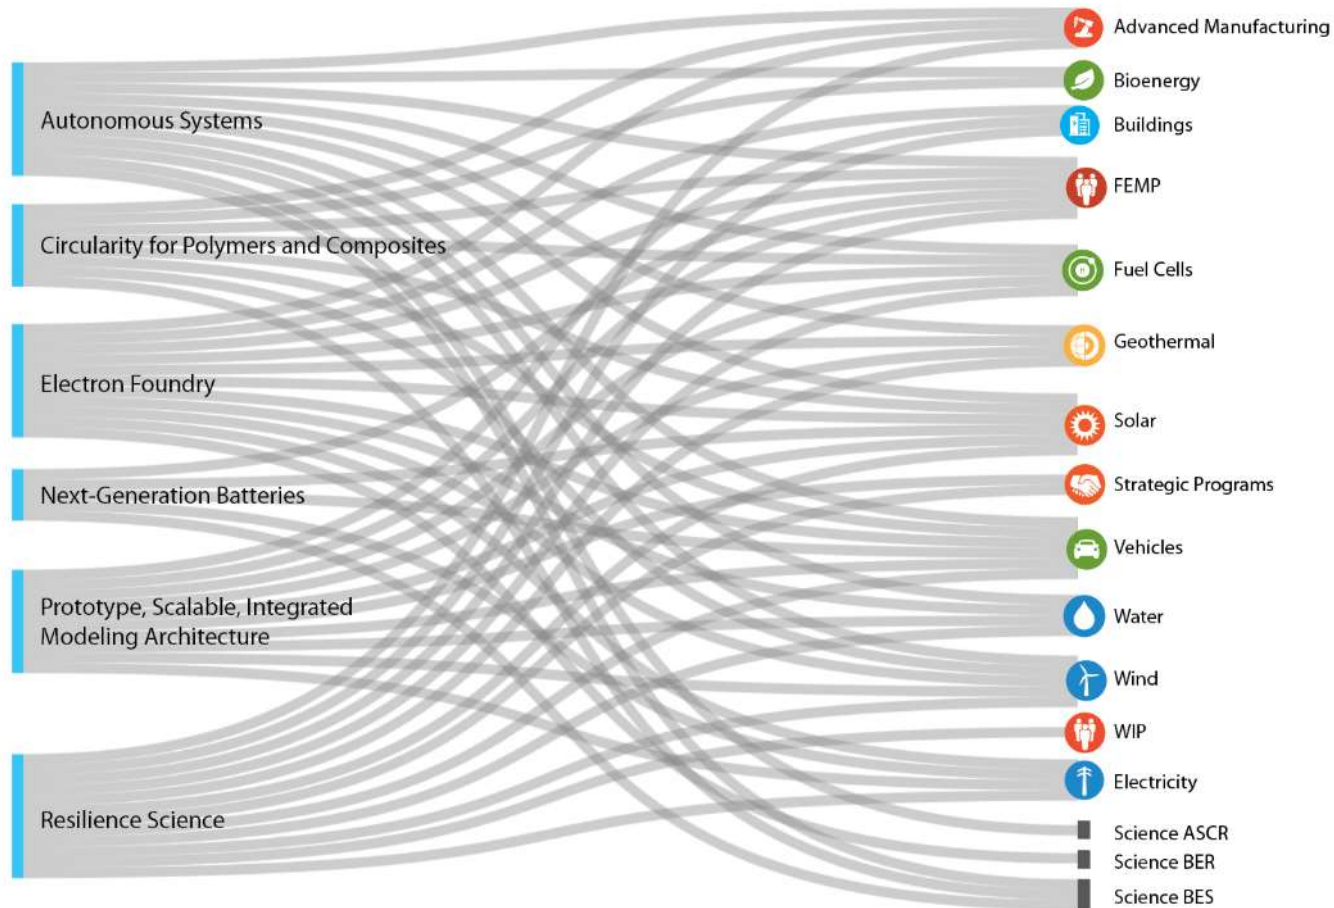 Autonomous Systems
Circularity for Polymers and Composites
Electron Foundry
Next-Generation Batteries
Prototype, Scalable, Integrated
Modeling Architecture
Resilience Science
Advanced Manufacturing
Bioenergy
Buildings
FEMP
Fuel Cells
Geothermal
Solar
Strategic Programs
Vehicles
Water
Wind
WIP
Electricity
Science ASCR
Science BER
Science BES